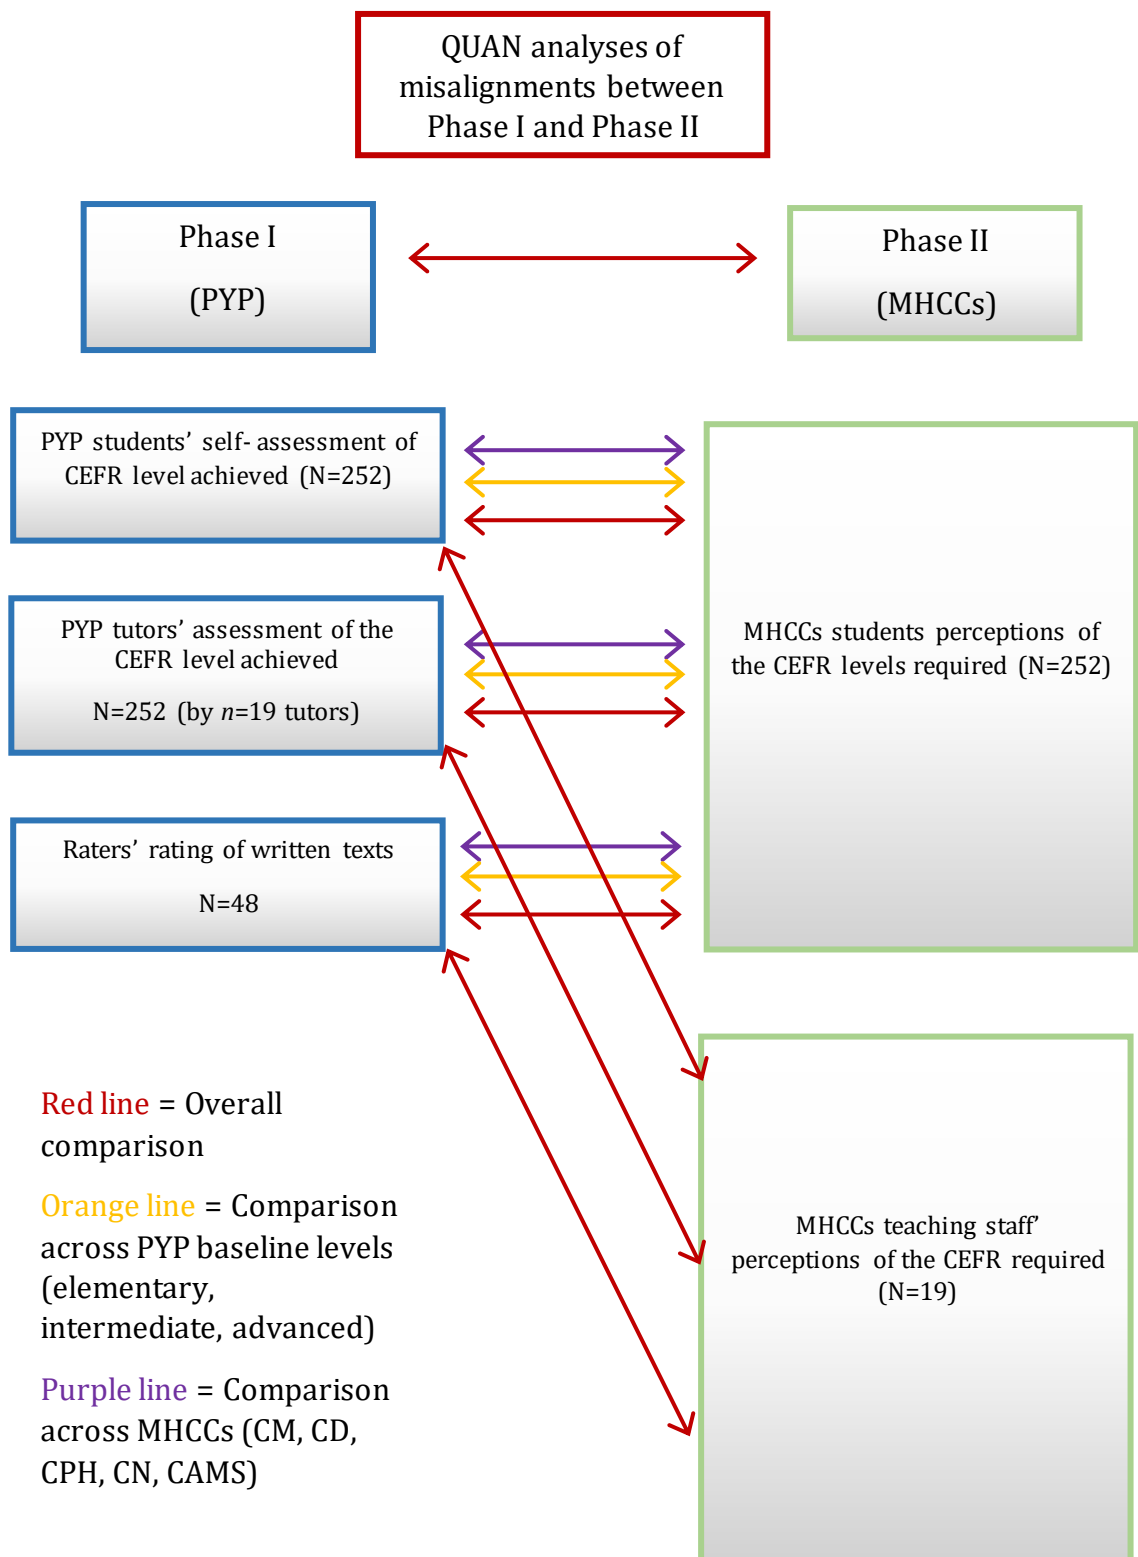 QUAN analyses of
misalignments between
Phase I and Phase II
Phase I
(PYP)
Phase II
(MHCCs)
PYP students’ self- assessment of
CEFR level achieved (N=252)
PYP tutors’ assessment of the
CEFR level achieved
N=252 (by n=19 tutors)
MHCCs students perceptions of
the CEFR levels required (N=252)
Raters’ rating of written texts
N=48
Red line = Overall
comparison
Orange line = Comparison
across PYP baseline levels
(elementary,
intermediate, advanced)
Purple line = Comparison
across MHCCs (CM, CD,
CPH, CN, CAMS)
MHCCs teaching staff’
perceptions of the CEFR required
(N=19)